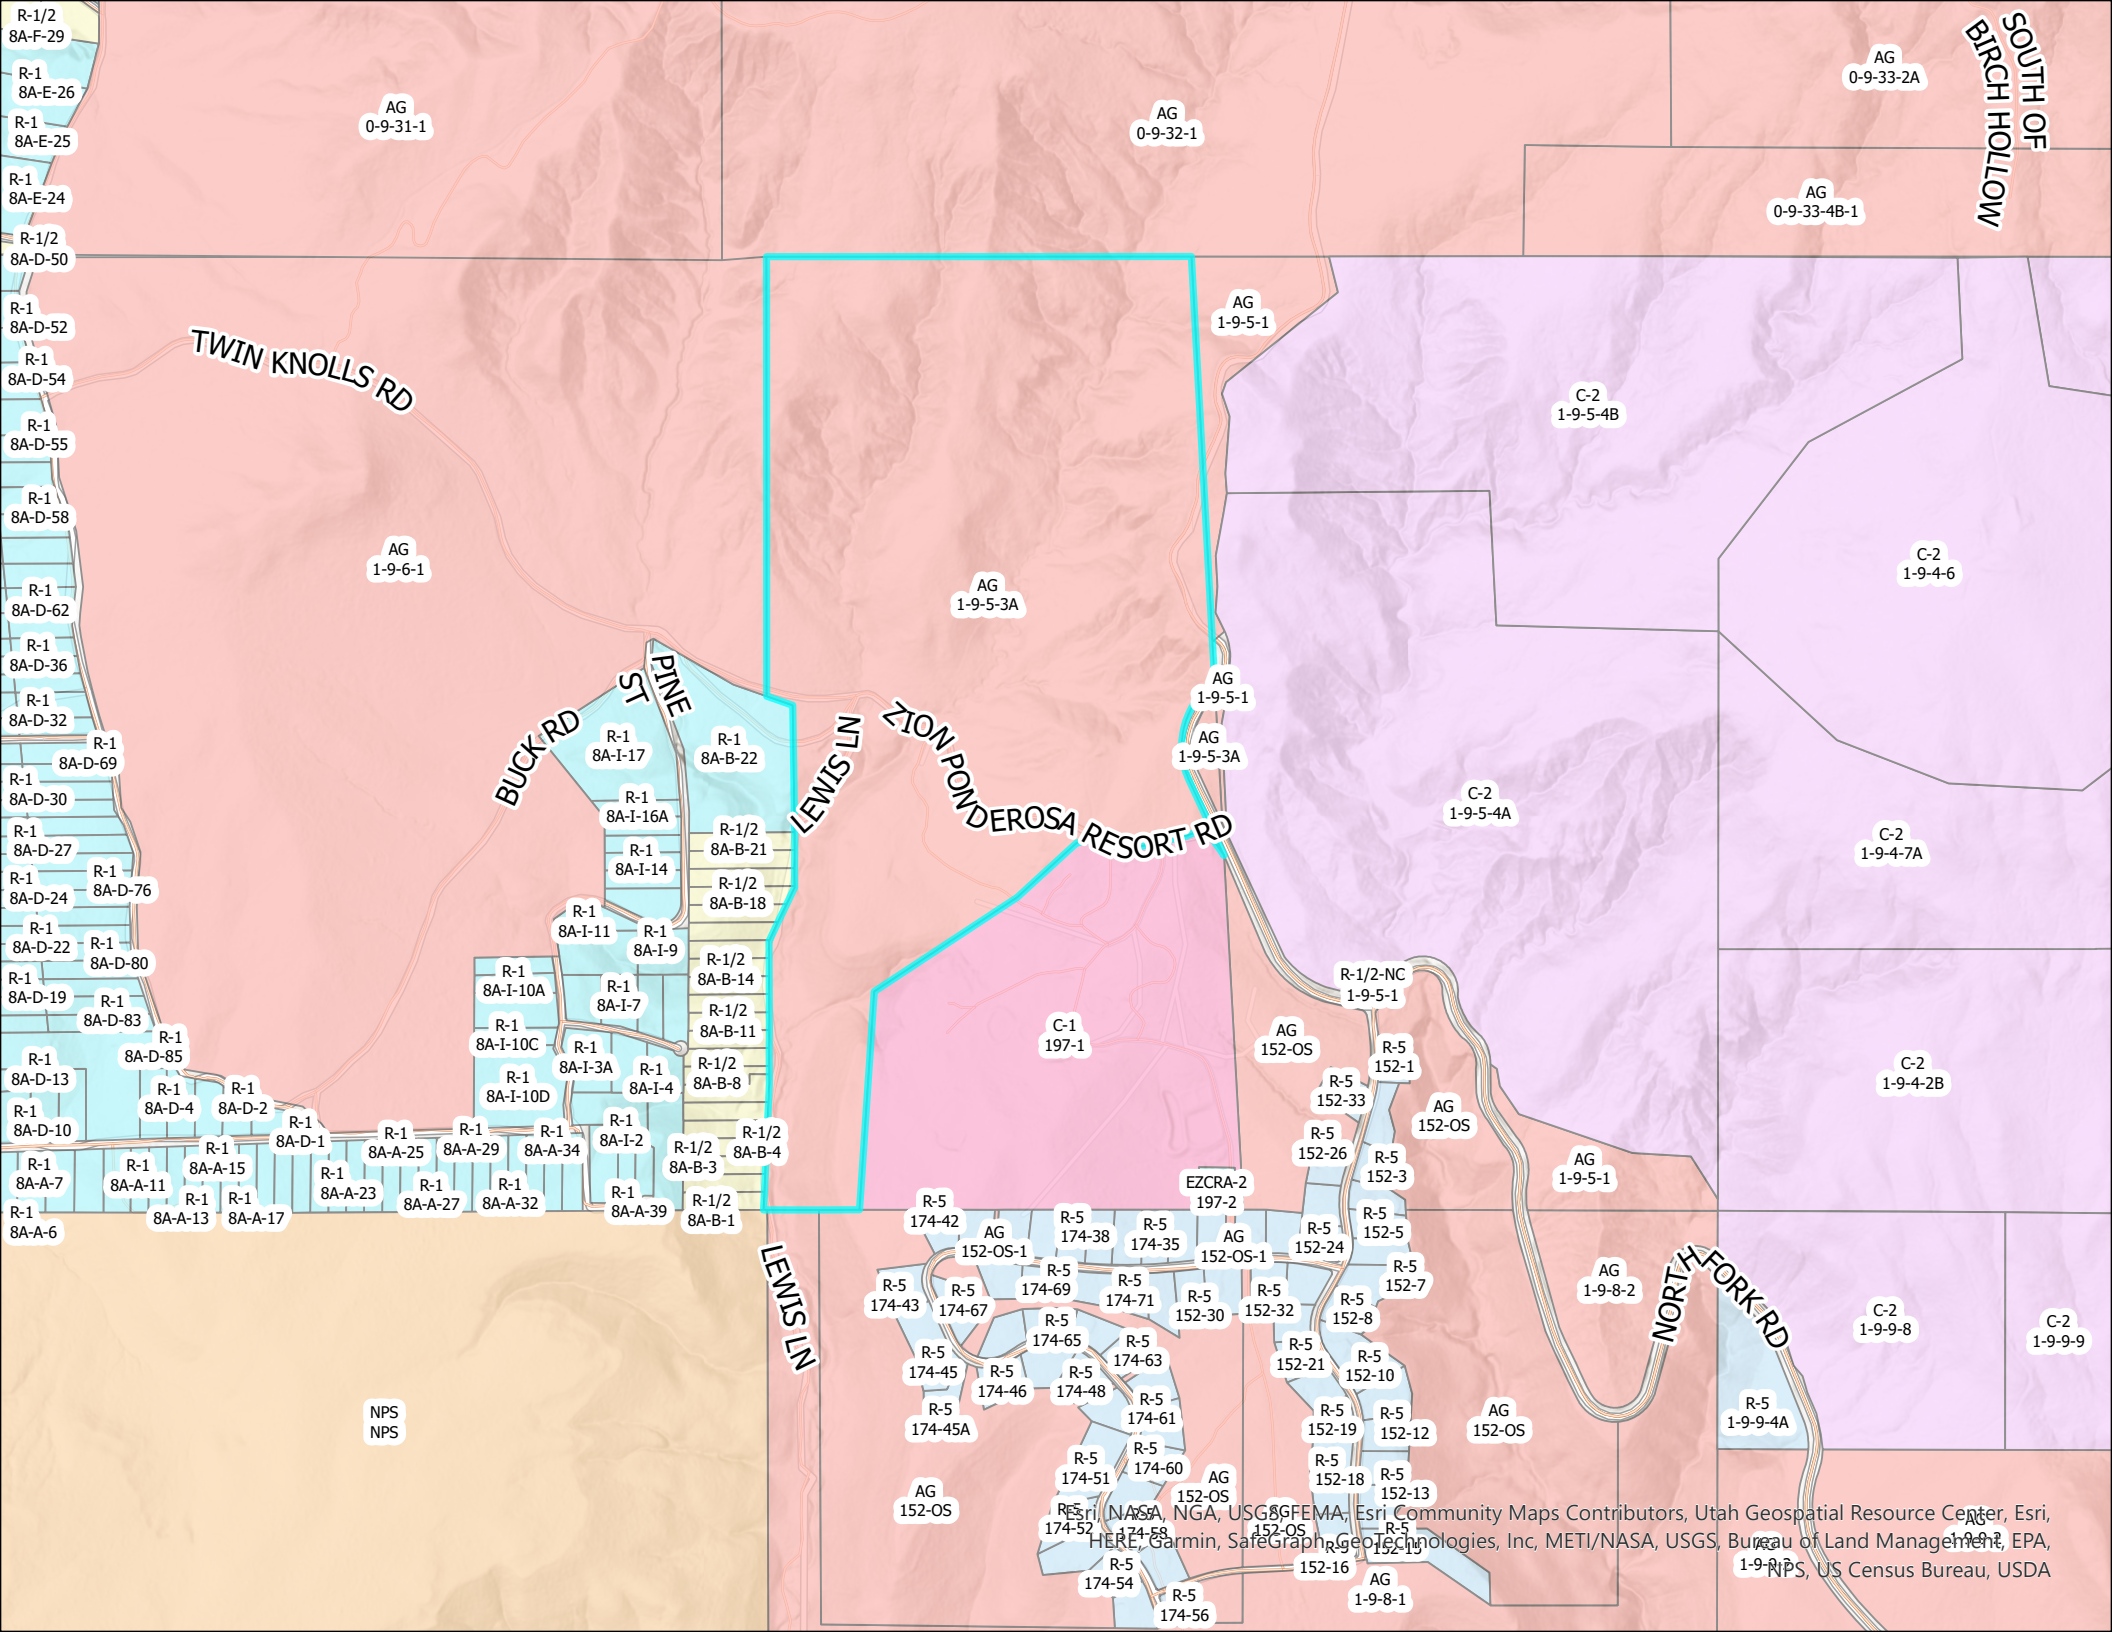 R-1/2
8A-F-29
R-1
8A-E-26
R-1
8A-E-25
R-1
8A-E-24
R-1/2
8A-D-50
R-1
8A-D-52
R-1
8A-D-54
R-1
8A-D-55
R-1
8A-D-58
R-1
8A-D-62
R-1
8A-D-36
R-1
8A-D-32
R-1
8A-D-69
R-1
8A-D-30
R-1
8A-D-27
R-1
8A-D-24
R-1
8A-D-76
R-1
8A-D-22
R-1
8A-D-80
R-1
8A-D-19
R-1
8A-D-83
R-1
8A-D-85
R-1
8A-D-13
R-1
8A-D-4
R-1
8A-D-2
R-1
8A-D-10
R-1
8A-D-1
R-1
8A-A-7
R-1
8A-A-6
R-1
8A-A-11
R-1
8A-A-15
R-1
8A-A-13
R-1
8A-A-17
R-1
8A-A-23
R-1
8A-A-25
R-1
8A-A-27
R-1
8A-A-29
R-1
8A-A-32
R-1
8A-A-34
R-1
8A-A-39
AG
0-9-31-1
AG
0-9-32-1
AG
0-9-33-2A
AG
0-9-33-4B-1
SOUTH OF
BIRCH HOLLOW
TWIN KNOLLS RD
AG
1-9-6-1
AG
1-9-5-3A
AG
1-9-5-1
C-2
1-9-5-4B
C-2
1-9-4-6
PINE
ST
BUCK RD
R-1
8A-I-17
R-1
8A-B-22
R-1
8A-I-16A
R-1
8A-I-14
R-1/2
8A-B-21
R-1/2
8A-B-18
R-1
8A-I-11
R-1
8A-I-9
R-1/2
8A-B-14
R-1
8A-I-10A
R-1
8A-I-7
R-1/2
8A-B-11
R-1
8A-I-10C
R-1
8A-I-3A
R-1
8A-I-4
R-1/2
8A-B-8
R-1
8A-I-10D
R-1
8A-I-2
R-1/2
8A-B-4
R-1/2
8A-B-3
R-1/2
8A-B-1
LEWIS LN
ZION PONDEROSA RESORT RD
AG
1-9-5-1
AG
1-9-5-3A
C-2
1-9-5-4A
C-2
1-9-4-7A
R-1/2-NC
1-9-5-1
C-1
197-1
AG
152-OS
R-5
152-1
R-5
152-33
AG
152-OS
C-2
1-9-4-2B
R-5
152-26
R-5
152-3
AG
1-9-5-1
EZCRA-2
197-2
R-5
174-42
AG
152-OS-1
R-5
174-38
R-5
174-35
AG
152-OS-1
R-5
152-24
R-5
152-5
R-5
152-7
AG
1-9-8-2
NORTH FORK RD
LEWIS LN
R-5
174-43
R-5
174-67
R-5
174-69
R-5
174-71
R-5
152-30
R-5
152-32
R-5
152-8
C-2
1-9-9-8
C-2
1-9-9-9
R-5
174-65
R-5
174-63
R-5
174-45
R-5
174-46
R-5
174-48
R-5
152-21
R-5
152-10
R-5
174-45A
R-5
174-61
R-5
152-19
R-5
152-12
AG
152-OS
R-5
1-9-9-4A
NPS
NPS
R-5
174-51
R-5
174-60
AG
152-OS
R-5
152-18
R-5
152-13
AG
152-OS
R-5
174-52
R-5
174-58
AG
152-OS
R-5
152-15
R-5
152-16
R-5
174-54
R-5
174-56
AG
1-9-8-1
Esri, NASA, NGA, USGS, FEMA, Esri Community Maps Contributors, Utah Geospatial Resource Center, Esri,
HERE, Garmin, SafeGraph, GeoTechnologies, Inc, METI/NASA, USGS, Bureau of Land Management, EPA,
NPS, US Census Bureau, USDA